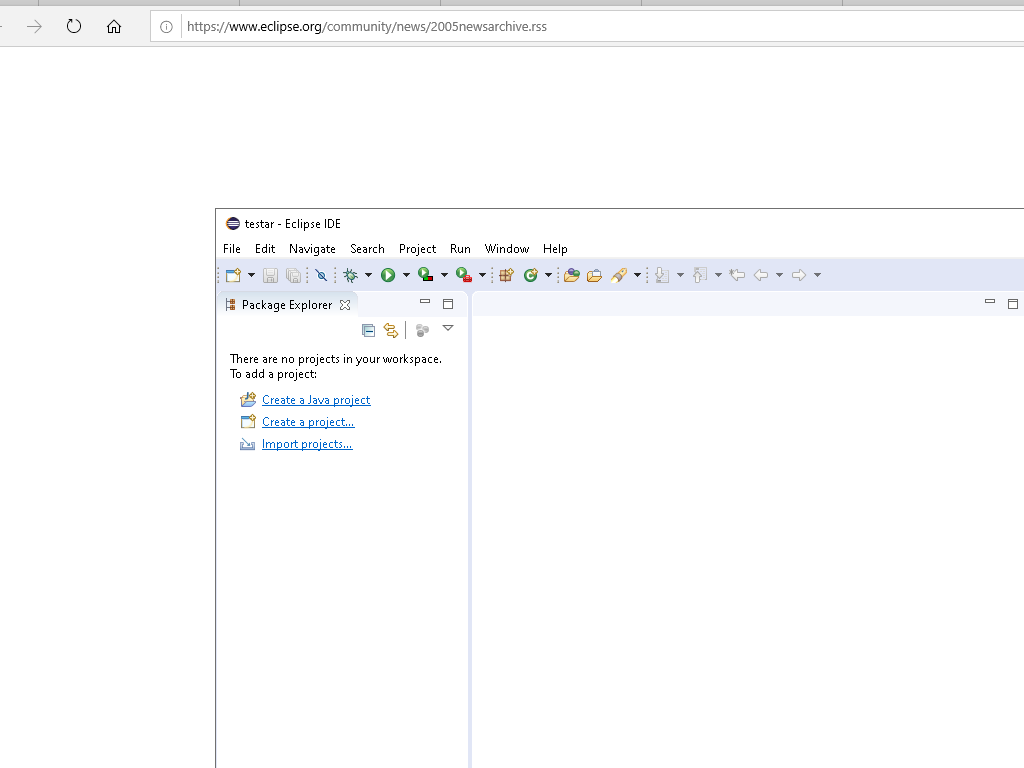 https://www.eclipse.org/community/news/2005newsarchive.rss
testar - Eclipse IDE
File Edit Navigate Search Project Run Window Help
Package Explorer
There are no projects in your workspace.
To add a project:
Create a Java project
Create a project...
Import projects...